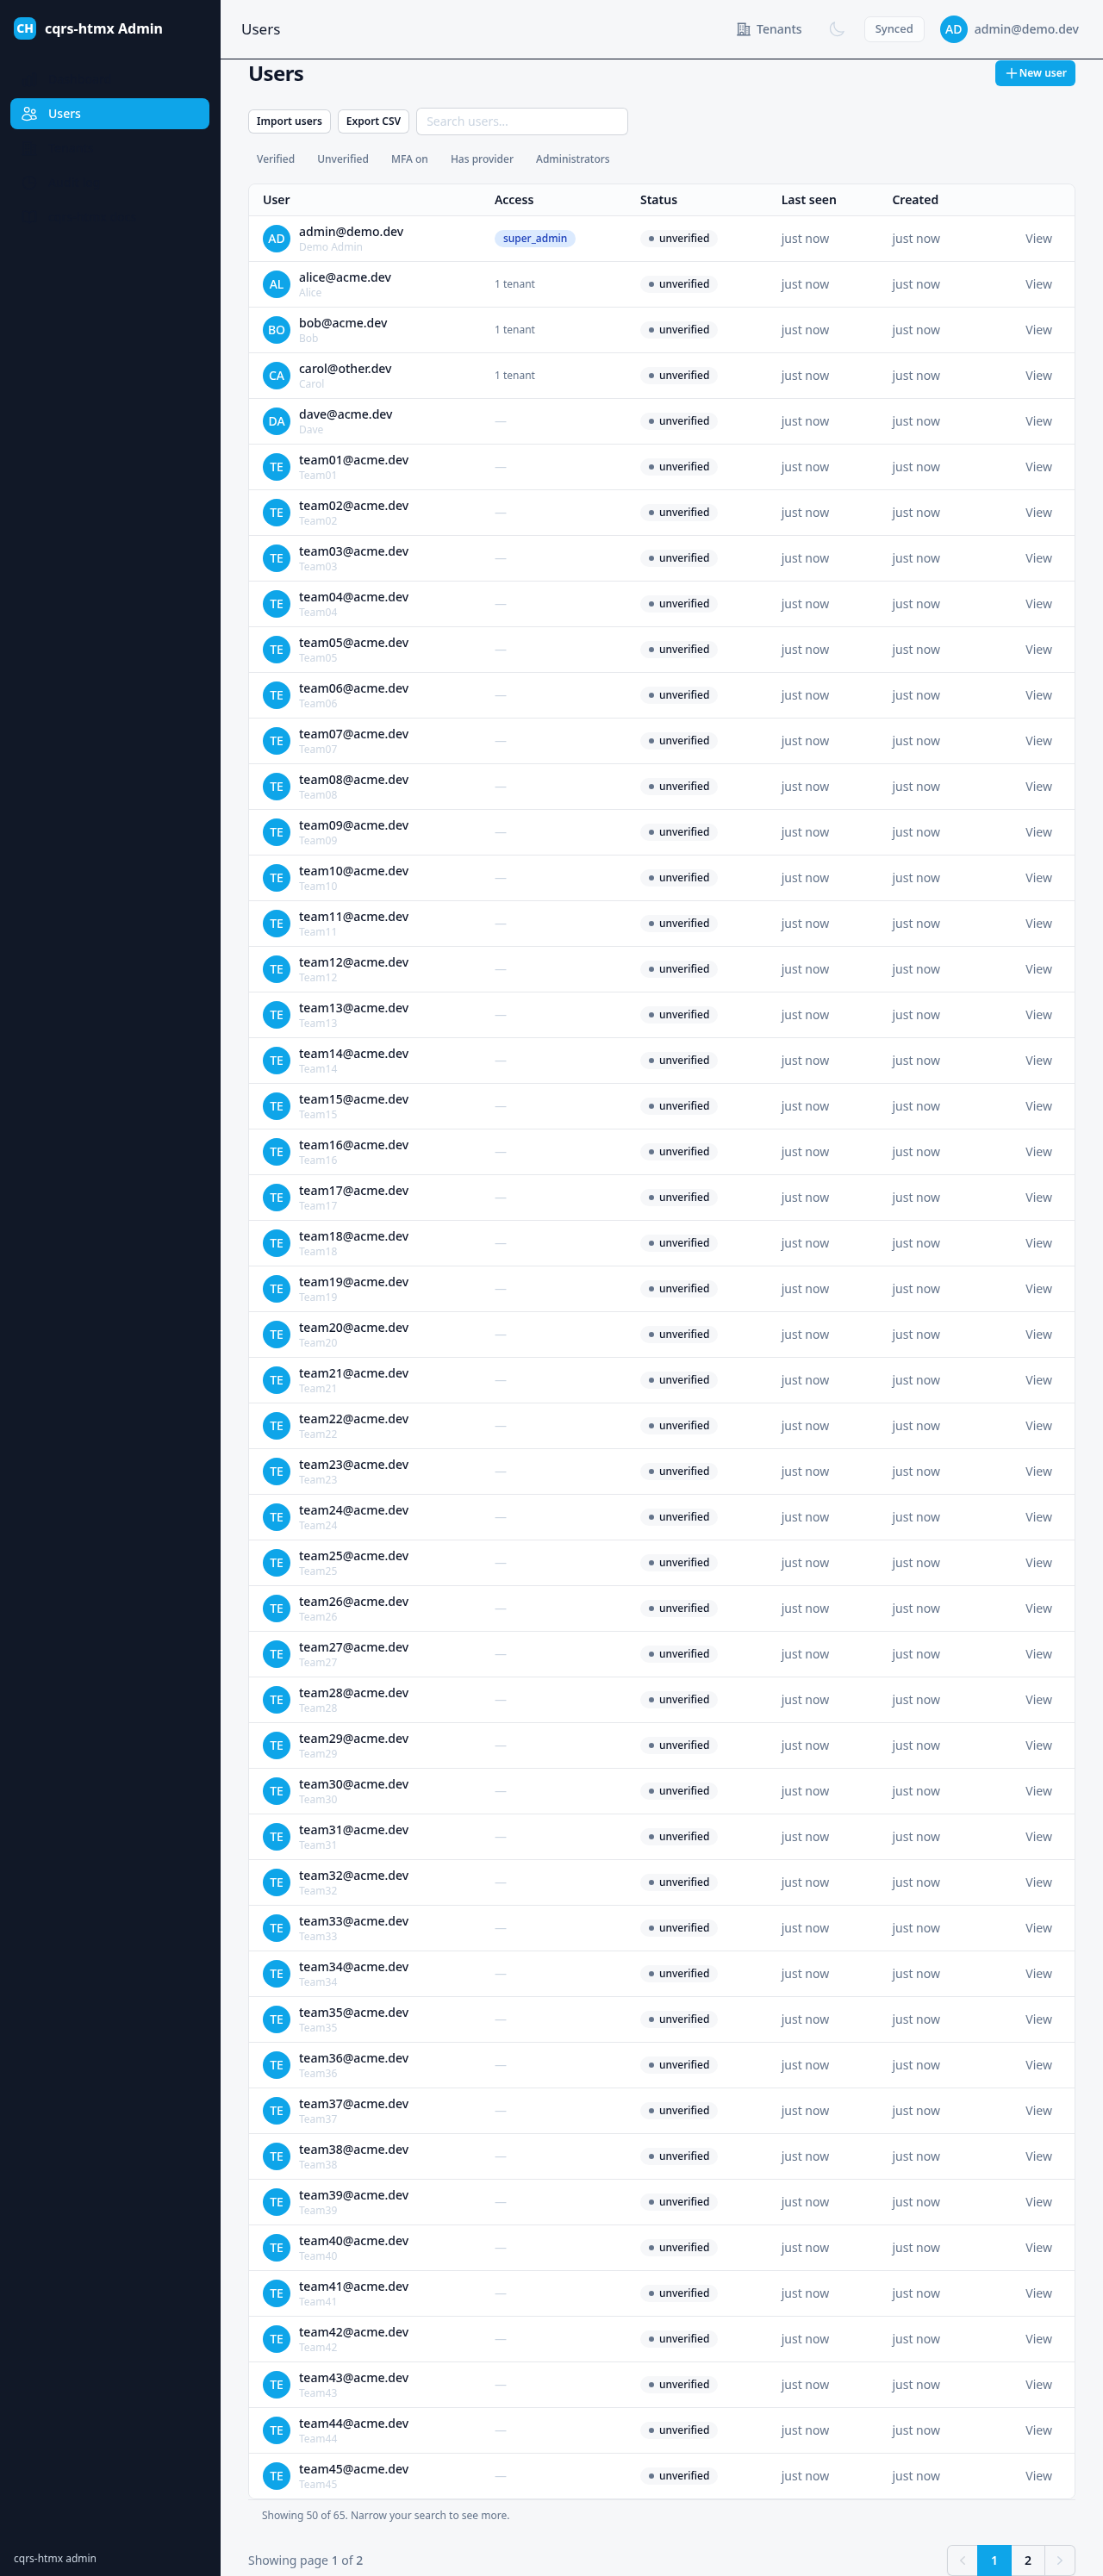 CH cqrs-htmx Admin
Users
Tenants
Synced
AD admin@demo.dev
Users
Users
New user
Import users Export CSV Search users...
Verified Unverified MFA on Has provider Administrators
User Access Status Last seen Created
AD admin@demo.dev super_admin unverified just now just now View
Demo Admin
AL alice@acme.dev 1 tenant unverified just now just now View
Alice
BO bob@acme.dev 1 tenant unverified just now just now View
Bob
CA carol@other.dev 1 tenant unverified just now just now View
Carol
DA dave@acme.dev — unverified just now just now View
Dave
TE team01@acme.dev — unverified just now just now View
Team01
TE team02@acme.dev — unverified just now just now View
Team02
TE team03@acme.dev — unverified just now just now View
Team03
TE team04@acme.dev — unverified just now just now View
Team04
TE team05@acme.dev — unverified just now just now View
Team05
TE team06@acme.dev — unverified just now just now View
Team06
TE team07@acme.dev — unverified just now just now View
Team07
TE team08@acme.dev — unverified just now just now View
Team08
TE team09@acme.dev — unverified just now just now View
Team09
TE team10@acme.dev — unverified just now just now View
Team10
TE team11@acme.dev — unverified just now just now View
Team11
TE team12@acme.dev — unverified just now just now View
Team12
TE team13@acme.dev — unverified just now just now View
Team13
TE team14@acme.dev — unverified just now just now View
Team14
TE team15@acme.dev — unverified just now just now View
Team15
TE team16@acme.dev — unverified just now just now View
Team16
TE team17@acme.dev — unverified just now just now View
Team17
TE team18@acme.dev — unverified just now just now View
Team18
TE team19@acme.dev — unverified just now just now View
Team19
TE team20@acme.dev — unverified just now just now View
Team20
TE team21@acme.dev — unverified just now just now View
Team21
TE team22@acme.dev — unverified just now just now View
Team22
TE team23@acme.dev — unverified just now just now View
Team23
TE team24@acme.dev — unverified just now just now View
Team24
TE team25@acme.dev — unverified just now just now View
Team25
TE team26@acme.dev — unverified just now just now View
Team26
TE team27@acme.dev — unverified just now just now View
Team27
TE team28@acme.dev — unverified just now just now View
Team28
TE team29@acme.dev — unverified just now just now View
Team29
TE team30@acme.dev — unverified just now just now View
Team30
TE team31@acme.dev — unverified just now just now View
Team31
TE team32@acme.dev — unverified just now just now View
Team32
TE team33@acme.dev — unverified just now just now View
Team33
TE team34@acme.dev — unverified just now just now View
Team34
TE team35@acme.dev — unverified just now just now View
Team35
TE team36@acme.dev — unverified just now just now View
Team36
TE team37@acme.dev — unverified just now just now View
Team37
TE team38@acme.dev — unverified just now just now View
Team38
TE team39@acme.dev — unverified just now just now View
Team39
TE team40@acme.dev — unverified just now just now View
Team40
TE team41@acme.dev — unverified just now just now View
Team41
TE team42@acme.dev — unverified just now just now View
Team42
TE team43@acme.dev — unverified just now just now View
Team43
TE team44@acme.dev — unverified just now just now View
Team44
TE team45@acme.dev — unverified just now just now View
Team45
Showing 50 of 65. Narrow your search to see more.
cqrs-htmx admin
Showing page 1 of 2
1 2